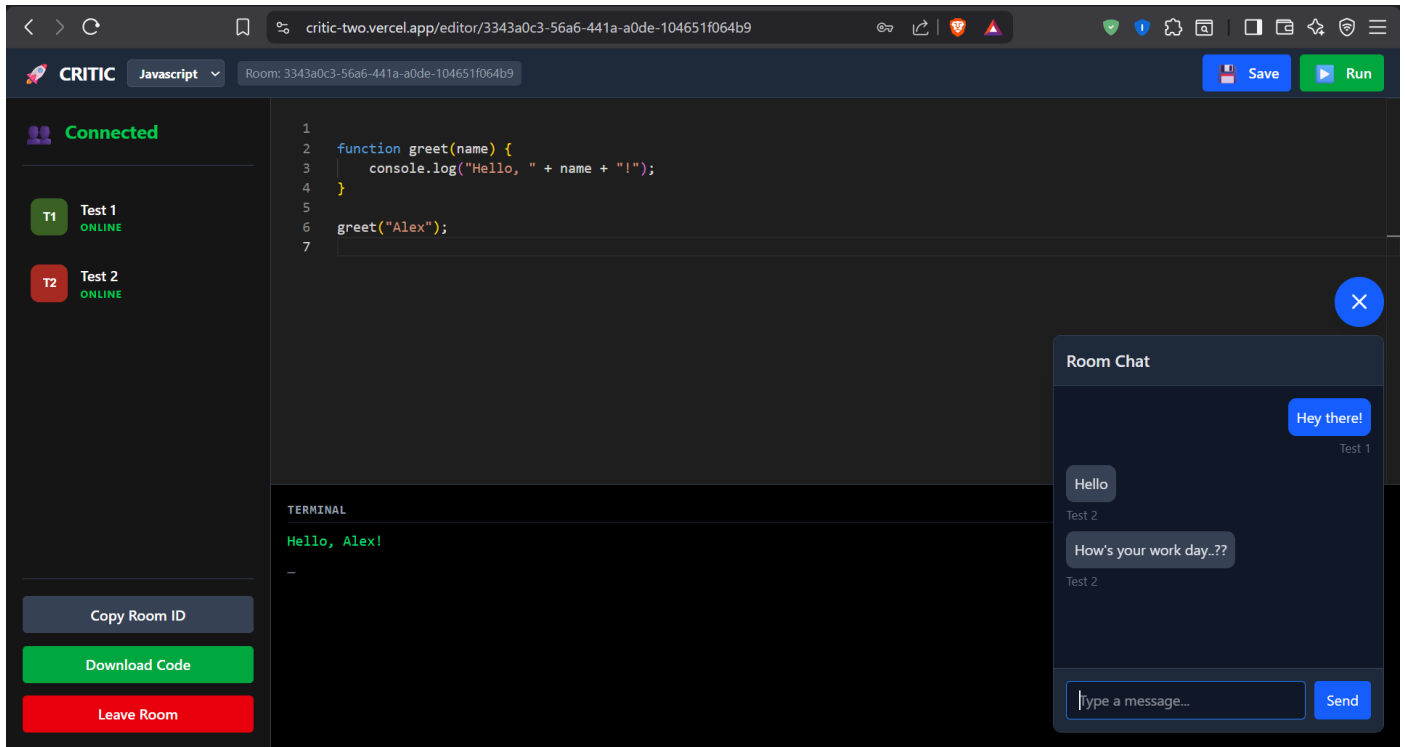 critic-two.vercel.app/editor/3343a0c3-56a6-441a-a0de-104651f064b9
CRITIC Javascript Room: 3343a0c3-56a6-441a-a0de-104651f064b9 Save Run
Connected
T1 Test 1
ONLINE
T2 Test 2
ONLINE
Copy Room ID
Download Code
Leave Room
1
2 function greet(name) {
3 console.log("Hello, " + name + "!");
4 }
5
6 greet("Alex");
7
TERMINAL
Hello, Alex!
_
Room Chat
Hey there!
Test 1
Hello
Test 2
How's your work day..??
Test 2
Type a message...
Send